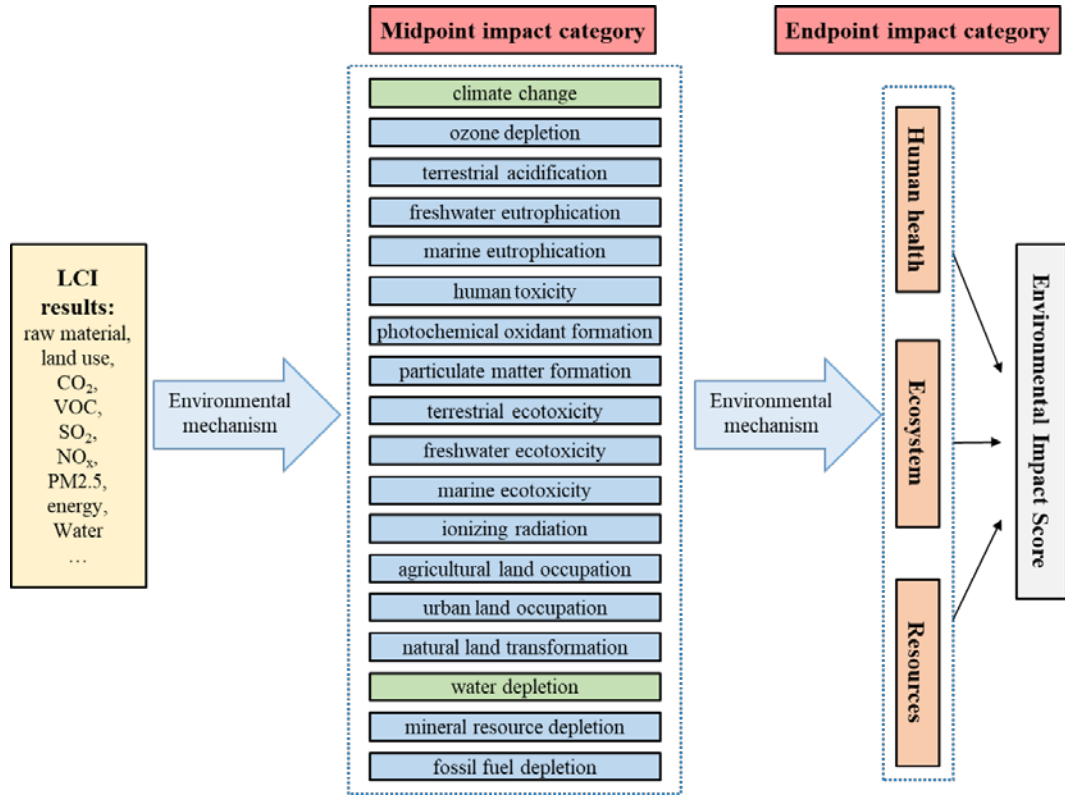 Midpoint impact category
Endpoint impact category
LCI
results:
raw material,
land use,
CO₂,
VOC,
SO₂,
NOₓ,
PM2.5,
energy,
Water
…
Environmental
mechanism
climate change
ozone depletion
terrestrial acidification
freshwater eutrophication
marine eutrophication
human toxicity
photochemical oxidant formation
particulate matter formation
terrestrial ecotoxicity
freshwater ecotoxicity
marine ecotoxicity
ionizing radiation
agricultural land occupation
urban land occupation
natural land transformation
water depletion
mineral resource depletion
fossil fuel depletion
Environmental
mechanism
Human health
Ecosystem
Resources
Environmental Impact Score